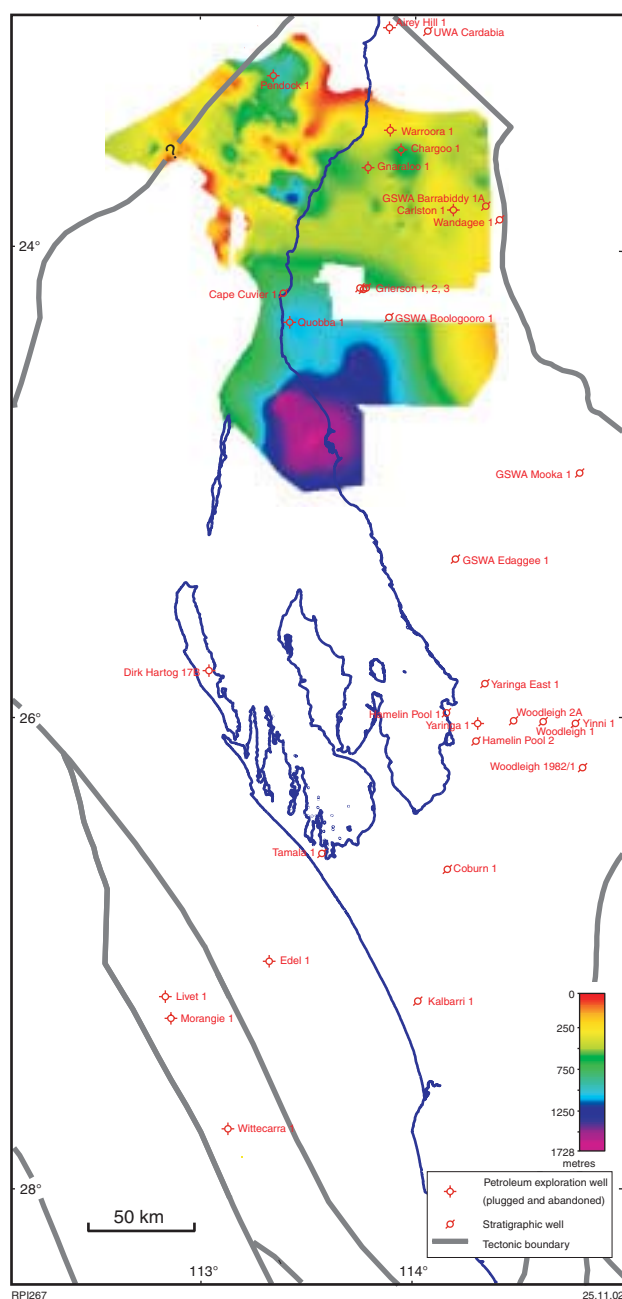 Airey Hill 1
UWA Cardabia
Pendock 1
Warroora 1
?
Chargoo 1
Gnaraloo 1
GSWA Barrabiddy 1A
Carlston 1
Wandagee 1
24°
Grierson 1, 2, 3
Cape Cuvier 1
GSWA Boologooro 1
Quobba 1
GSWA Mooka 1
GSWA Edaggee 1
Dirk Hartog 17B
Yaringa East 1
Hamelin Pool 1
Woodleigh 2A
26°
Yaringa 1
Yinni 1
Woodleigh 1
Hamelin Pool 2
Woodleigh 1982/1
Tamala 1
Coburn 1
Edel 1
Livet 1
Kalbarri 1
Morangie 1
0
250
750
1250
1728
metres
Wittecarra 1
28°
Petroleum exploration well
(plugged and abandoned)
Stratigraphic well
Tectonic boundary
50 km
113°
114°
RPI267
25.11.02